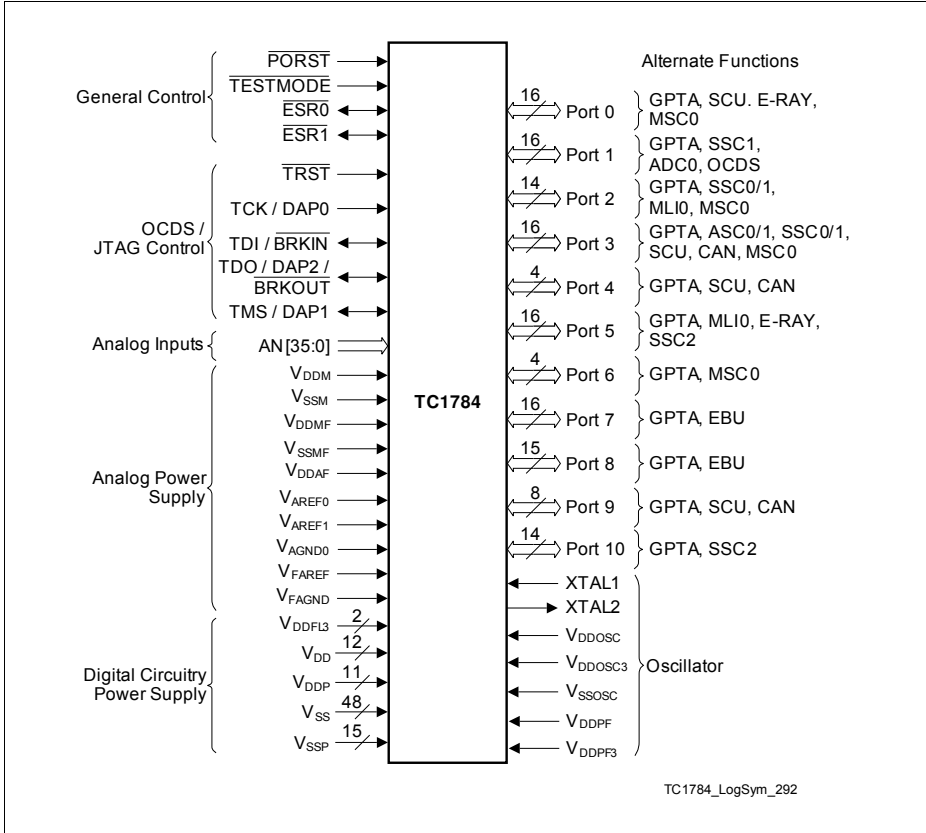 General Control
PORST
TESTMODE
ESR0
ESR1
OCDS /
JTAG Control
TRST
TCK / DAP0
TDI / BRKIN
TDO / DAP2 /
BRKOUT
TMS / DAP1
Analog Inputs
AN[35:0]
Analog Power
Supply
VDDM
VSSM
VDDMF
VSSMF
VDDAF
VAREF0
VAREF1
VAGND0
VFAREF
VFAGND
Digital Circuitry
Power Supply
VDDFL3 2
VDD 12
VDDP 11
VSS 48
VSSP 15
TC1784
Alternate Functions
16 Port 0
GPTA, SCU. E-RAY,
MSC0
16 Port 1
GPTA, SSC1,
ADC0, OCDS
14 Port 2
GPTA, SSC0/1,
MLI0, MSC0
16 Port 3
GPTA, ASC0/1, SSC0/1,
SCU, CAN, MSC0
4 Port 4 GPTA, SCU, CAN
16 Port 5
GPTA, MLI0, E-RAY,
SSC2
4 Port 6 GPTA, MSC0
16 Port 7 GPTA, EBU
15 Port 8 GPTA, EBU
8 Port 9 GPTA, SCU, CAN
14 Port 10 GPTA, SSC2
XTAL1
XTAL2
VDDOSC
VDDOSC3
VSSOSC
VDDPF
VDDPF3
Oscillator
TC1784_LogSym_292